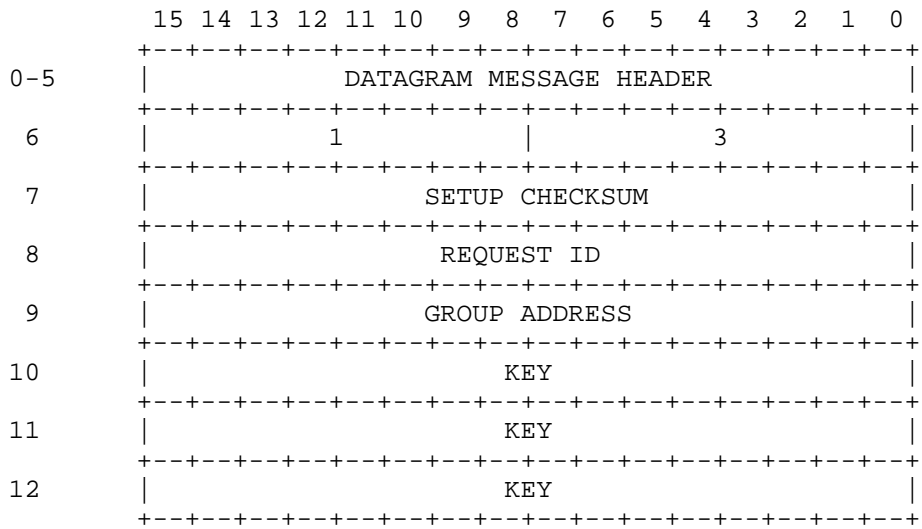 15 14 13 12 11 10 9 8 7 6 5 4 3 2 1 0
+--+--+--+--+--+--+--+--+--+--+--+--+--+--+--+--+
0-5 | DATAGRAM MESSAGE HEADER |
+--+--+--+--+--+--+--+--+--+--+--+--+--+--+--+--+
6 | 1 | 3 |
+--+--+--+--+--+--+--+--+--+--+--+--+--+--+--+--+
7 | SETUP CHECKSUM |
+--+--+--+--+--+--+--+--+--+--+--+--+--+--+--+--+
8 | REQUEST ID |
+--+--+--+--+--+--+--+--+--+--+--+--+--+--+--+--+
9 | GROUP ADDRESS |
+--+--+--+--+--+--+--+--+--+--+--+--+--+--+--+--+
10 | KEY |
+--+--+--+--+--+--+--+--+--+--+--+--+--+--+--+--+
11 | KEY |
+--+--+--+--+--+--+--+--+--+--+--+--+--+--+--+--+
12 | KEY |
+--+--+--+--+--+--+--+--+--+--+--+--+--+--+--+--+